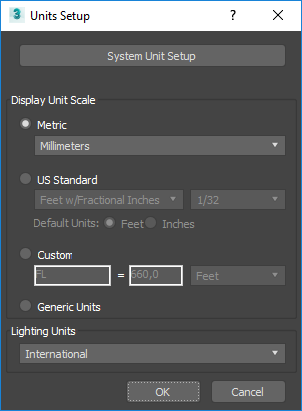 3 Units Setup ?
System Unit Setup
Display Unit Scale
Metric
Millimeters
US Standard
Feet w/Fractional Inches 1/32
Default Units: Feet Inches
Custom
FL = 660,0 Feet
Generic Units
Lighting Units
International
OK Cancel